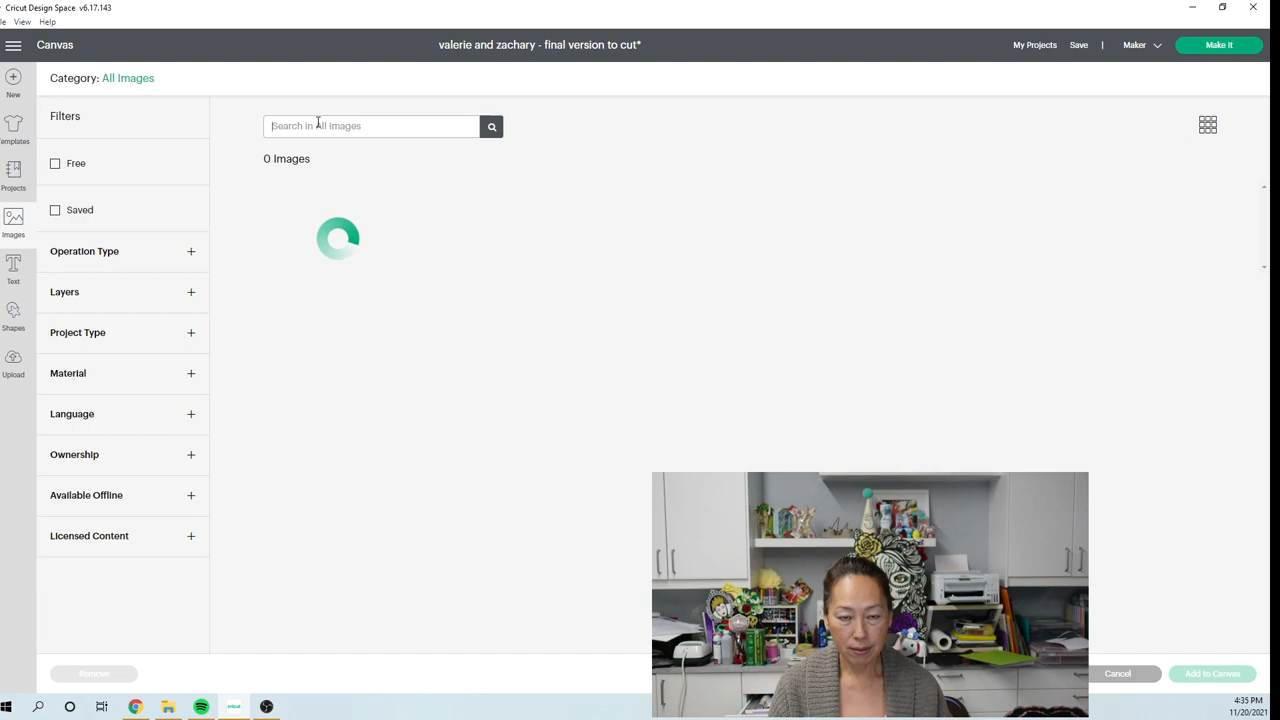 Cricut Design Space v6.17.143
le View Help
Canvas
valerie and zachary - final version to cut*
My Projects Save | Maker Make It
New
Templates
Projects
Images
Text
Shapes
Upload
Category: All Images
Filters
Free
Saved
Operation Type +
Layers +
Project Type +
Material +
Language +
Ownership +
Available Offline +
Licensed Content +
Search in All Images
0 Images
Remove
Cancel
Add to Canvas
cricut
4:35 PM
11/20/2021